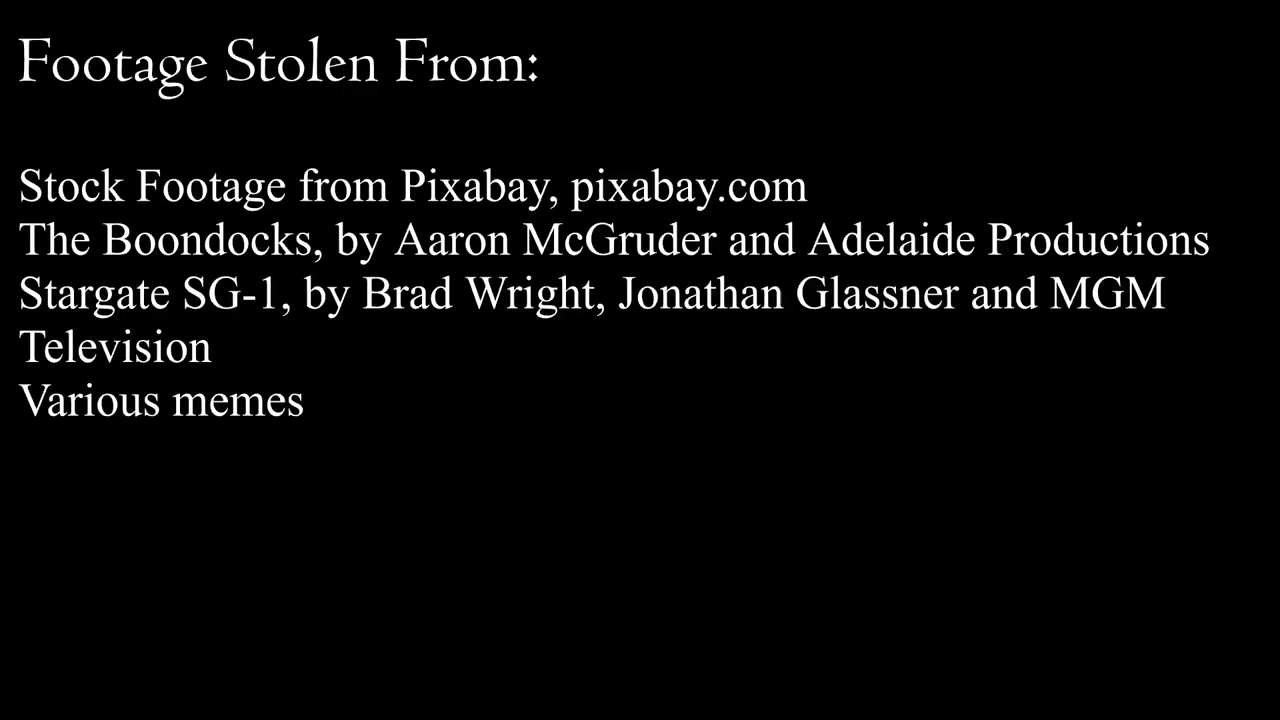 Footage Stolen From:
Stock Footage from Pixabay, pixabay.com
The Boondocks, by Aaron McGruder and Adelaide Productions
Stargate SG-1, by Brad Wright, Jonathan Glassner and MGM
Television
Various memes